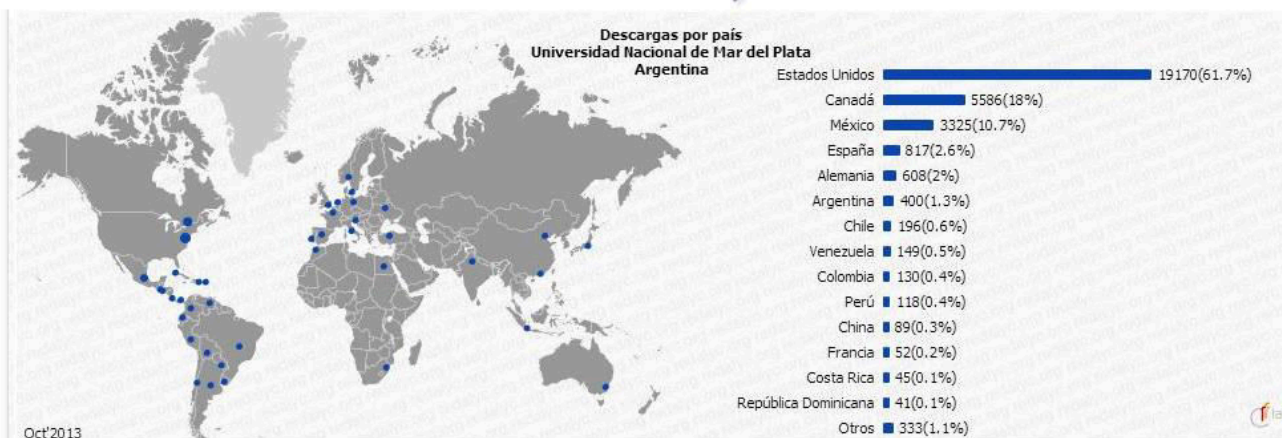 Descargas por país
Universidad Nacional de Mar del Plata
Argentina
Estados Unidos 19170(61.7%)
Canadá 5586(18%)
México 3325(10.7%)
España 817(2.6%)
Alemania 608(2%)
Argentina 400(1.3%)
Chile 196(0.6%)
Venezuela 149(0.5%)
Colombia 130(0.4%)
Perú 118(0.4%)
China 89(0.3%)
Francia 52(0.2%)
Costa Rica 45(0.1%)
República Dominicana 41(0.1%)
Otros 333(1.1%)
Oct'2013